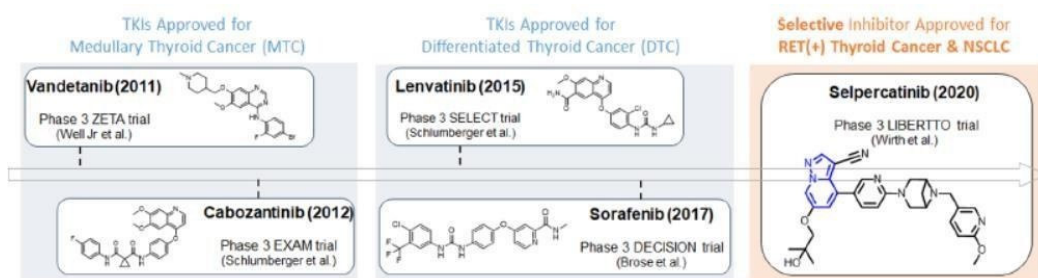 TKIs Approved for
Medullary Thyroid Cancer (MTC)
Vandetanib (2011)
Phase 3 ZETA trial
(Well Jr et al.)
Cabozantinib (2012)
Phase 3 EXAM trial
(Schlumberger et al.)
TKIs Approved for
Differentiated Thyroid Cancer (DTC)
Lenvatinib (2015)
Phase 3 SELECT trial
(Schlumberger et al.)
Sorafenib (2017)
Phase 3 DECISION trial
(Brose et al.)
Selective Inhibitor Approved for
RET(+) Thyroid Cancer & NSCLC
Selpercatinib (2020)
Phase 3 LIBERTTO trial
(Wirth et al.)